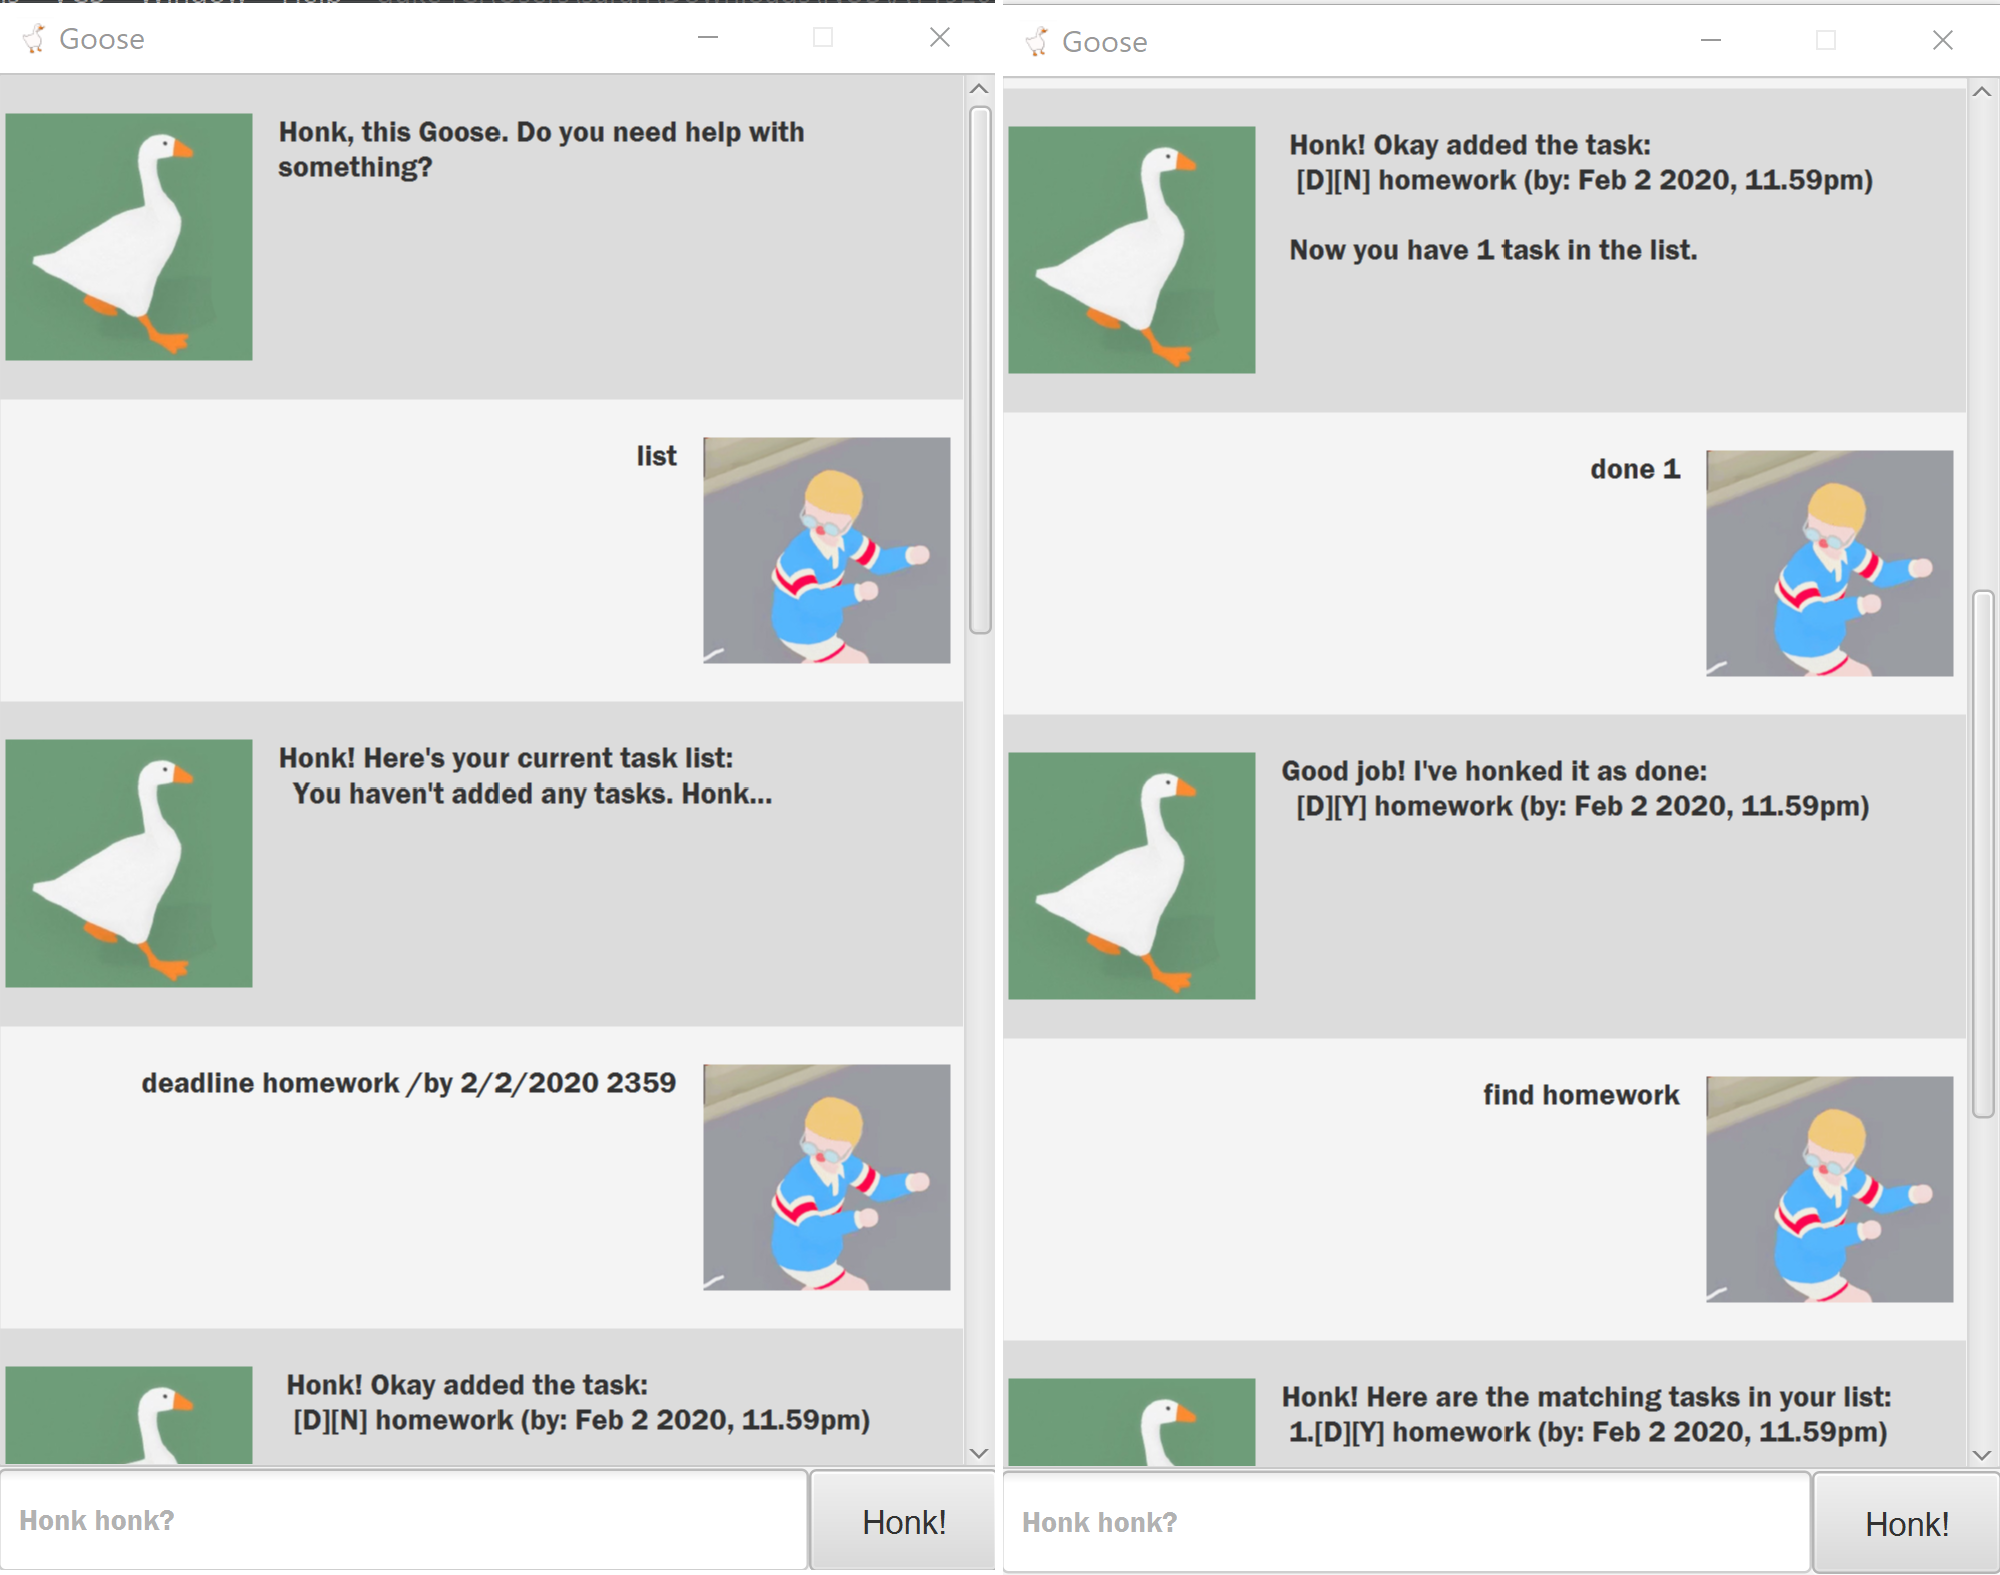 Goose
Honk, this Goose. Do you need help with
something?
list
Honk! Here's your current task list:
You haven't added any tasks. Honk...
deadline homework /by 2/2/2020 2359
Honk! Okay added the task:
[D][N] homework (by: Feb 2 2020, 11.59pm)
Honk honk?
Honk!
Goose
Honk! Okay added the task:
[D][N] homework (by: Feb 2 2020, 11.59pm)
Now you have 1 task in the list.
done 1
Good job! I've honked it as done:
[D][Y] homework (by: Feb 2 2020, 11.59pm)
find homework
Honk! Here are the matching tasks in your list:
1.[D][Y] homework (by: Feb 2 2020, 11.59pm)
Honk honk?
Honk!